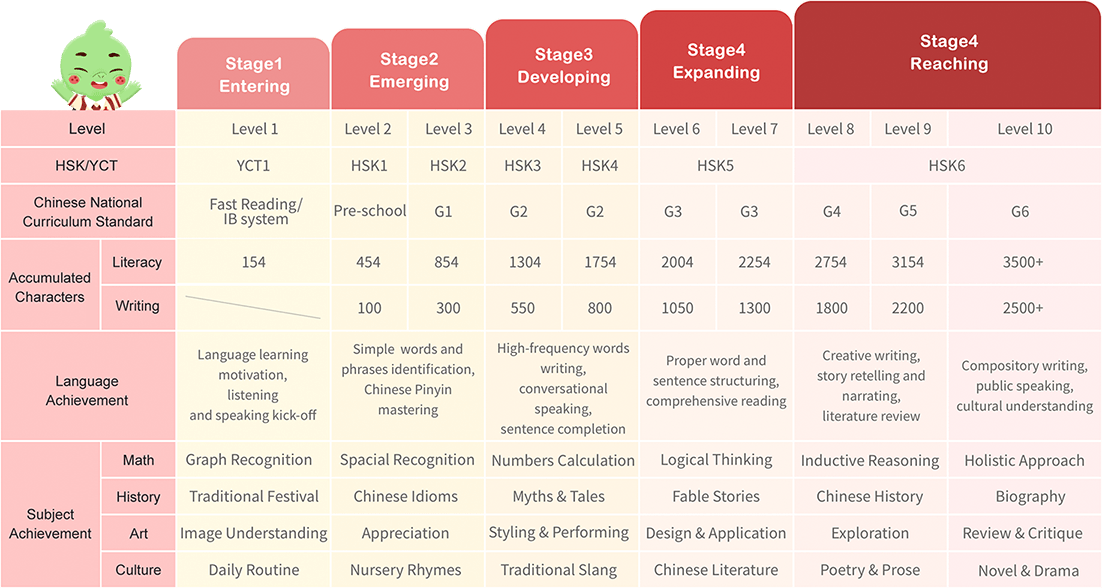 Stage1
Entering
Stage2
Emerging
Stage3
Developing
Stage4
Expanding
Stage4
Reaching
Level Level 1 Level 2 Level 3 Level 4 Level 5 Level 6 Level 7 Level 8 Level 9 Level 10
HSK/YCT YCT1 HSK1 HSK2 HSK3 HSK4 HSK5 HSK6
Chinese National
Curriculum Standard
Fast Reading/
IB system
Pre-school G1 G2 G2 G3 G3 G4 G5 G6
Accumulated
Characters
Literacy 154 454 854 1304 1754 2004 2254 2754 3154 3500+
Writing 100 300 550 800 1050 1300 1800 2200 2500+
Language
Achievement
Language learning
motivation,
listening
and speaking kick-off
Simple words and
phrases identification,
Chinese Pinyin
mastering
High-frequency words
writing,
conversational
speaking,
sentence completion
Proper word and
sentence structuring,
comprehensive reading
Creative writing,
story retelling and
narrating,
literature review
Compository writing,
public speaking,
cultural understanding
Subject
Achievement
Math Graph Recognition Spacial Recognition Numbers Calculation Logical Thinking Inductive Reasoning Holistic Approach
History Traditional Festival Chinese Idioms Myths & Tales Fable Stories Chinese History Biography
Art Image Understanding Appreciation Styling & Performing Design & Application Exploration Review & Critique
Culture Daily Routine Nursery Rhymes Traditional Slang Chinese Literature Poetry & Prose Novel & Drama